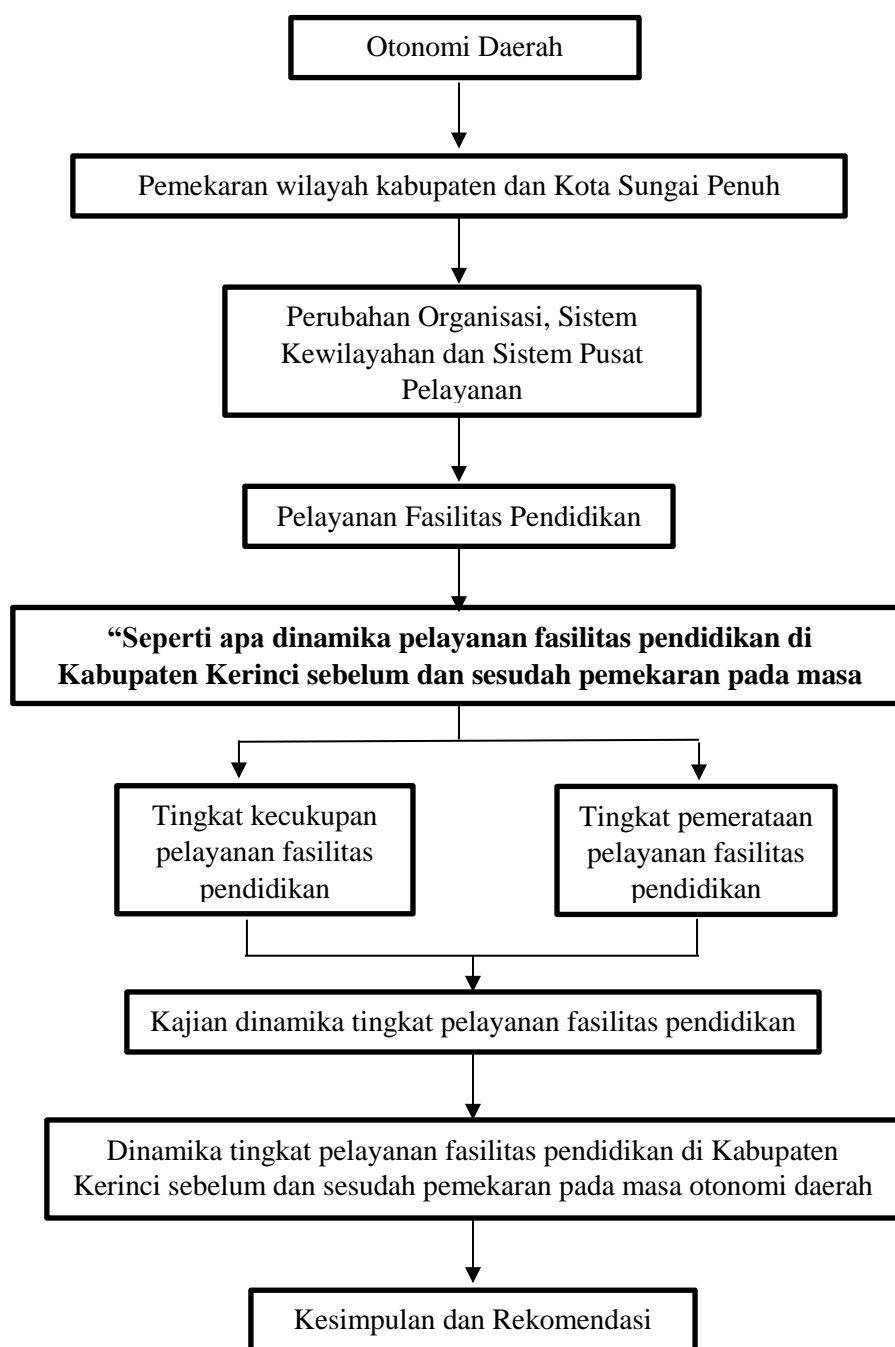 Otonomi Daerah
Pemekaran wilayah kabupaten dan Kota Sungai Penuh
Perubahan Organisasi, Sistem
Kewilayahan dan Sistem Pusat
Pelayanan
Pelayanan Fasilitas Pendidikan
“Seperti apa dinamika pelayanan fasilitas pendidikan di
Kabupaten Kerinci sebelum dan sesudah pemekaran pada masa
Tingkat kecukupan
pelayanan fasilitas
pendidikan
Tingkat pemerataan
pelayanan fasilitas
pendidikan
Kajian dinamika tingkat pelayanan fasilitas pendidikan
Dinamika tingkat pelayanan fasilitas pendidikan di Kabupaten
Kerinci sebelum dan sesudah pemekaran pada masa otonomi daerah
Kesimpulan dan Rekomendasi